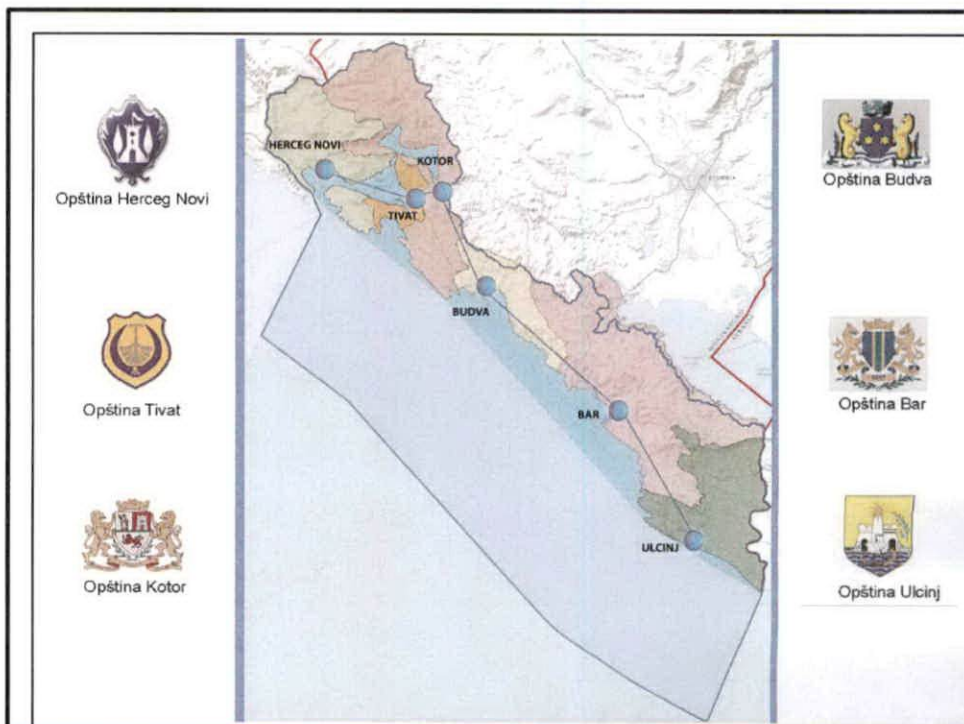 HERCEG NOVI
KOTOR
TIVAT
BUDVA
BAR
ULCINJ
Opština Herceg Novi
Opština Tivat
Opština Kotor
Opština Budva
Opština Bar
Opština Ulcinj